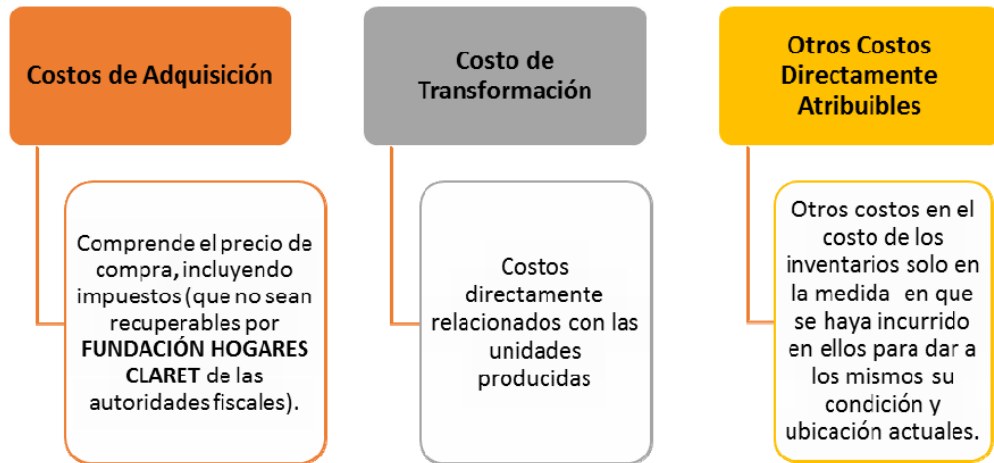 Costos de Adquisición
Comprende el precio de
compra, incluyendo
impuestos (que no sean
recuperables por
FUNDACIÓN HOGARES
CLARET de las
autoridades fiscales).
Costo de
Transformación
Costos
directamente
relacionados con las
unidades
producidas
Otros Costos
Directamente
Atribuibles
Otros costos en el
costo de los
inventarios solo en
la medida en que
se haya incurrido
en ellos para dar a
los mismos su
condición y
ubicación actuales.